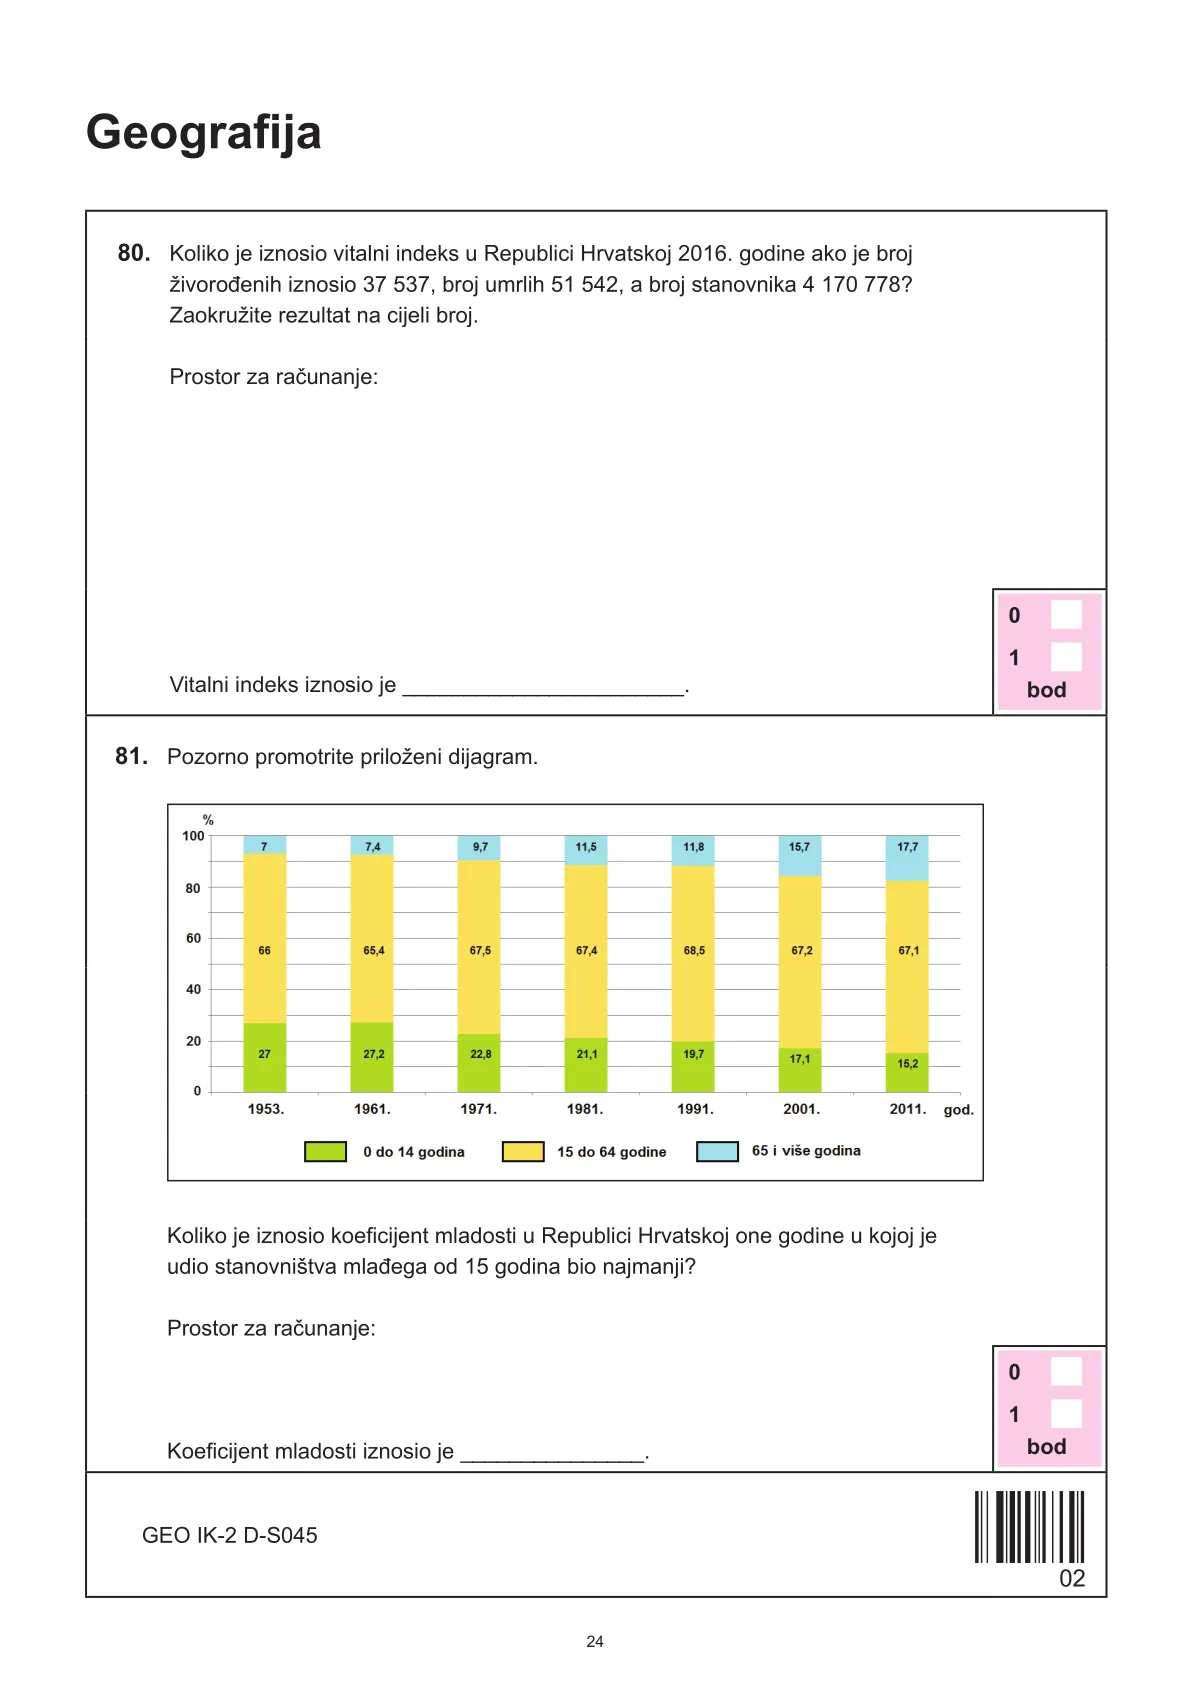 Geografija
80. Koliko je iznosio vitalni indeks u Republici Hrvatskoj 2016. godine ako je broj
živorođenih iznosio 37 537, broj umrlih 51 542, a broj stanovnika 4 170 778?
Zaokružite rezultat na cijeli broj.
Prostor za računanje:
0
1
bod
Vitalni indeks iznosio je _______________________.
81. Pozorno promotrite priloženi dijagram.
%
100
7 7,4 9,7 11,5 11,8 15,7 17,7
80
60
66 65,4 67,5 67,4 68,5 67,2 67,1
40
20
27 27,2 22,8 21,1 19,7 17,1 15,2
0
1953. 1961. 1971. 1981. 1991. 2001. 2011. god.
0 do 14 godina 15 do 64 godine 65 i više godina
Koliko je iznosio koeficijent mladosti u Republici Hrvatskoj one godine u kojoj je
udio stanovništva mlađega od 15 godina bio najmanji?
Prostor za računanje:
0
1
bod
Koeficijent mladosti iznosio je _______________.
GEO IK-2 D-S045
02
24